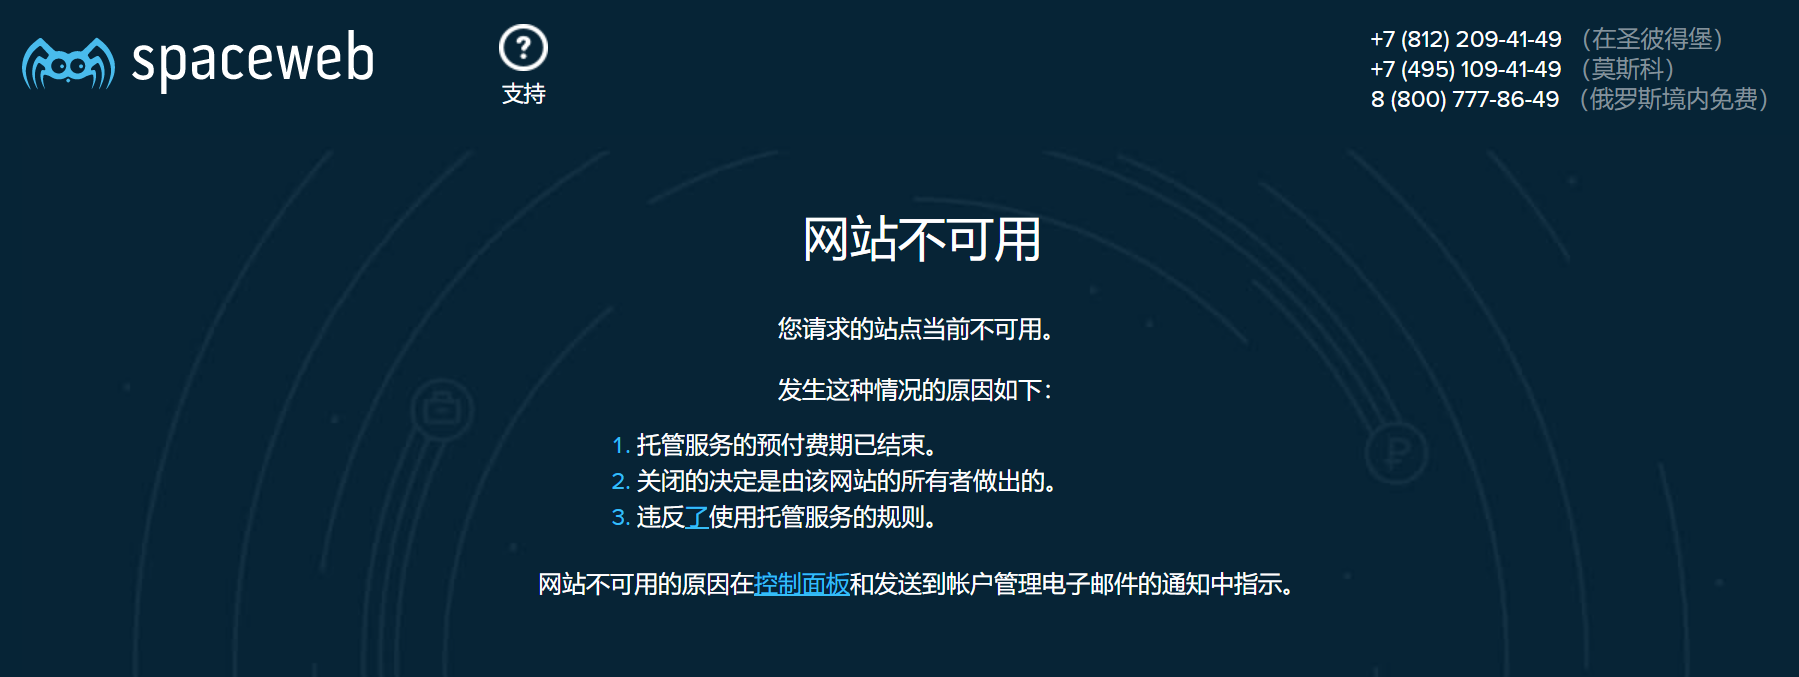 spaceweb
支持
+7 (812) 209-41-49 （在圣彼得堡）
+7 (495) 109-41-49 （莫斯科）
8 (800) 777-86-49 （俄罗斯境内免费）
网站不可用
您请求的站点当前不可用。
发生这种情况的原因如下：
1. 托管服务的预付费期已结束。
2. 关闭的决定是由该网站的所有者做出的。
3. 违反了使用托管服务的规则。
网站不可用的原因在控制面板和发送到帐户管理电子邮件的通知中指示。